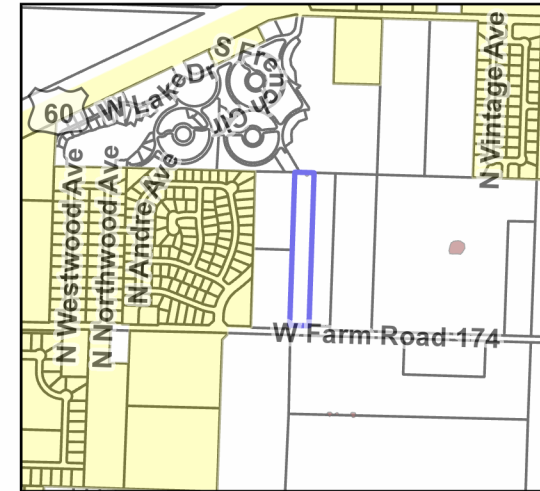 S French Cir
W Lake Dr
60
N Vintage Ave
N Westwood Ave
N Northwood Ave
N Andre Ave
W Farm Road 174